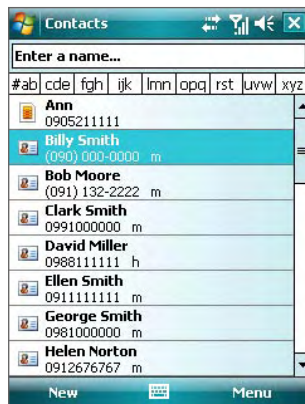 Contacts
Enter a name...
#ab cde fgh ijk lmn opq rst uvw xyz
Ann
0905211111
Billy Smith
(090) 000-0000 m
Bob Moore
(091) 132-2222 m
Clark Smith
0991000000 m
David Miller
0988111111 h
Ellen Smith
0911111111 m
George Smith
0981000000 m
Helen Norton
0912676767 m
New Menu